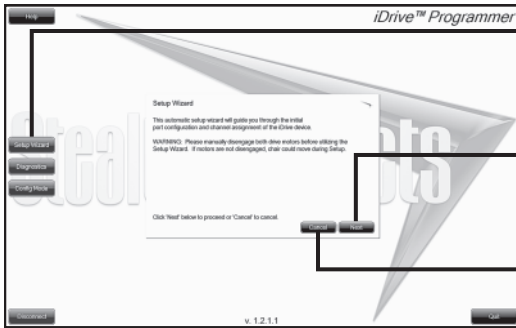 Help
iDrive™ Programmer
Setup Wizard
This automatic setup wizard will guide you through the initial
port configuration and channel assignment of the iDrive device.
WARNING: Please manually disengage both drive motors before utilizing the
Setup Wizard. If motors are not disengaged, chair could move during Setup.
Setup Wizard
Diagnostics
Config Mode
Click 'Next' below to proceed or 'Cancel' to cancel.
Cancel
Next
Disconnect
v. 1.2.1.1
Quit